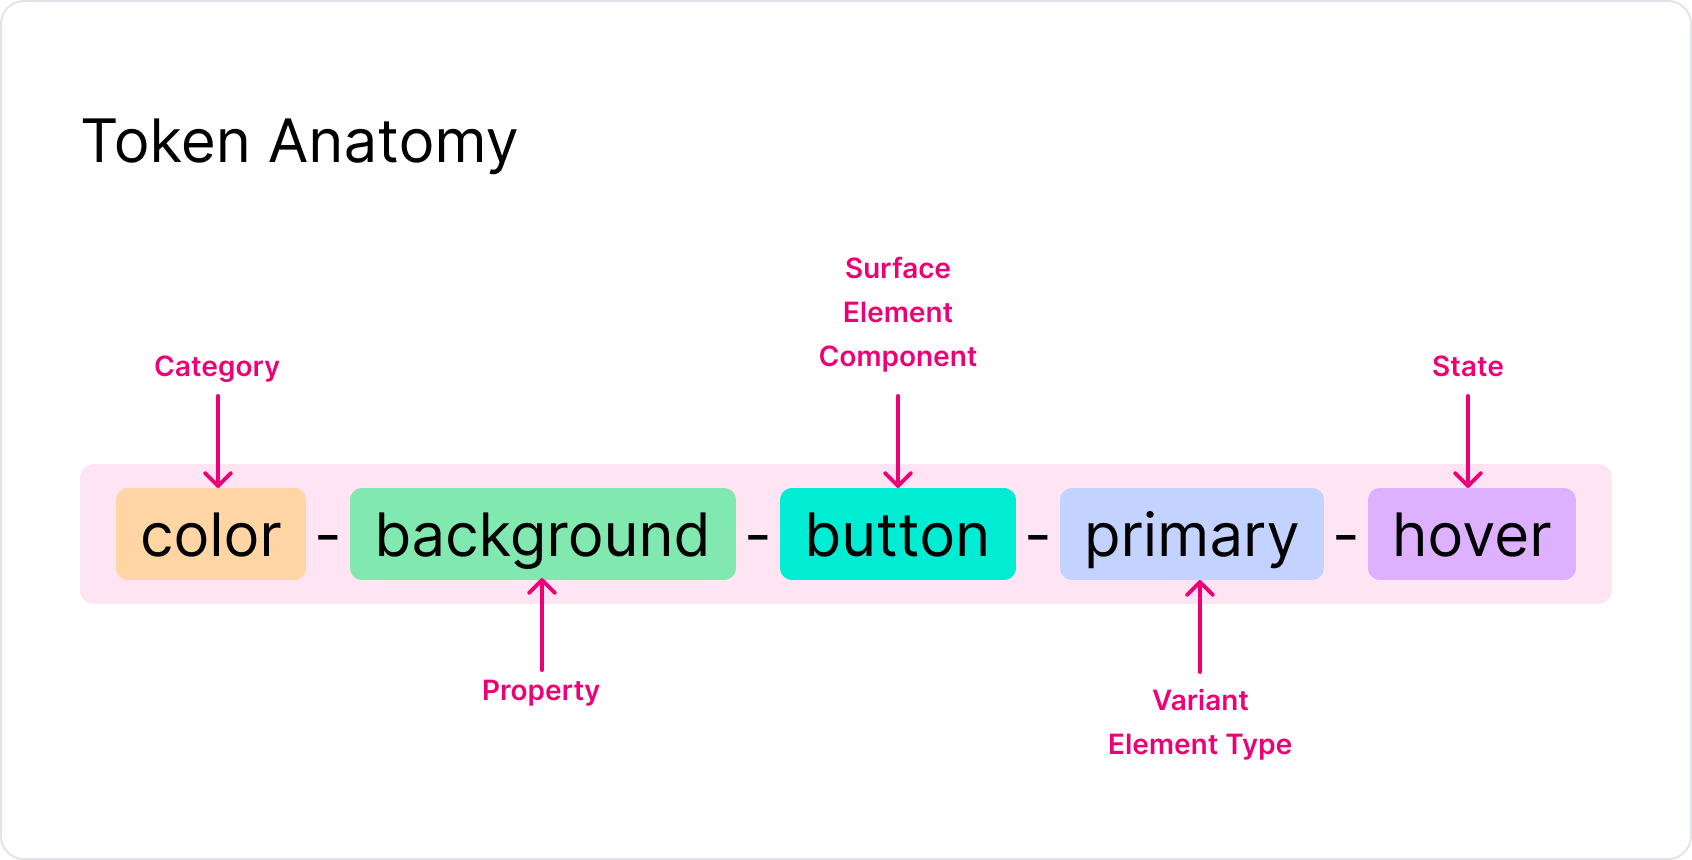 Token Anatomy
Surface
Element
Component
Category
State
color - background - button - primary - hover
Property
Variant
Element Type